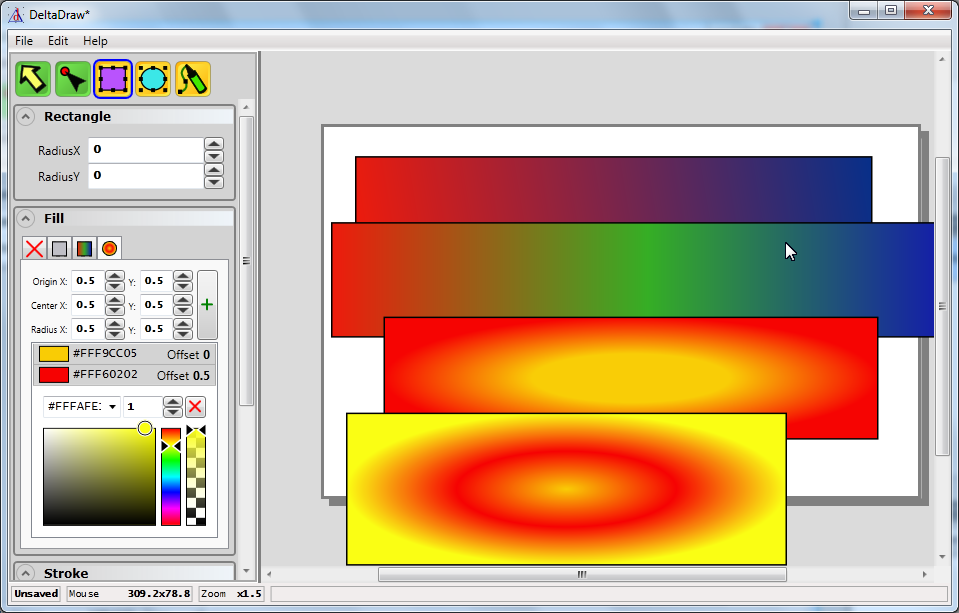 DeltaDraw*
File Edit Help
Rectangle
RadiusX 0
RadiusY 0
Fill
Origin X: 0.5 Y: 0.5
Center X: 0.5 Y: 0.5
Radius X: 0.5 Y: 0.5
#FFF9CC05 Offset 0
#FFF60202 Offset 0.5
#FFFAFE: 1
Stroke
Unsaved Mouse 309.2x78.8 Zoom x1.5